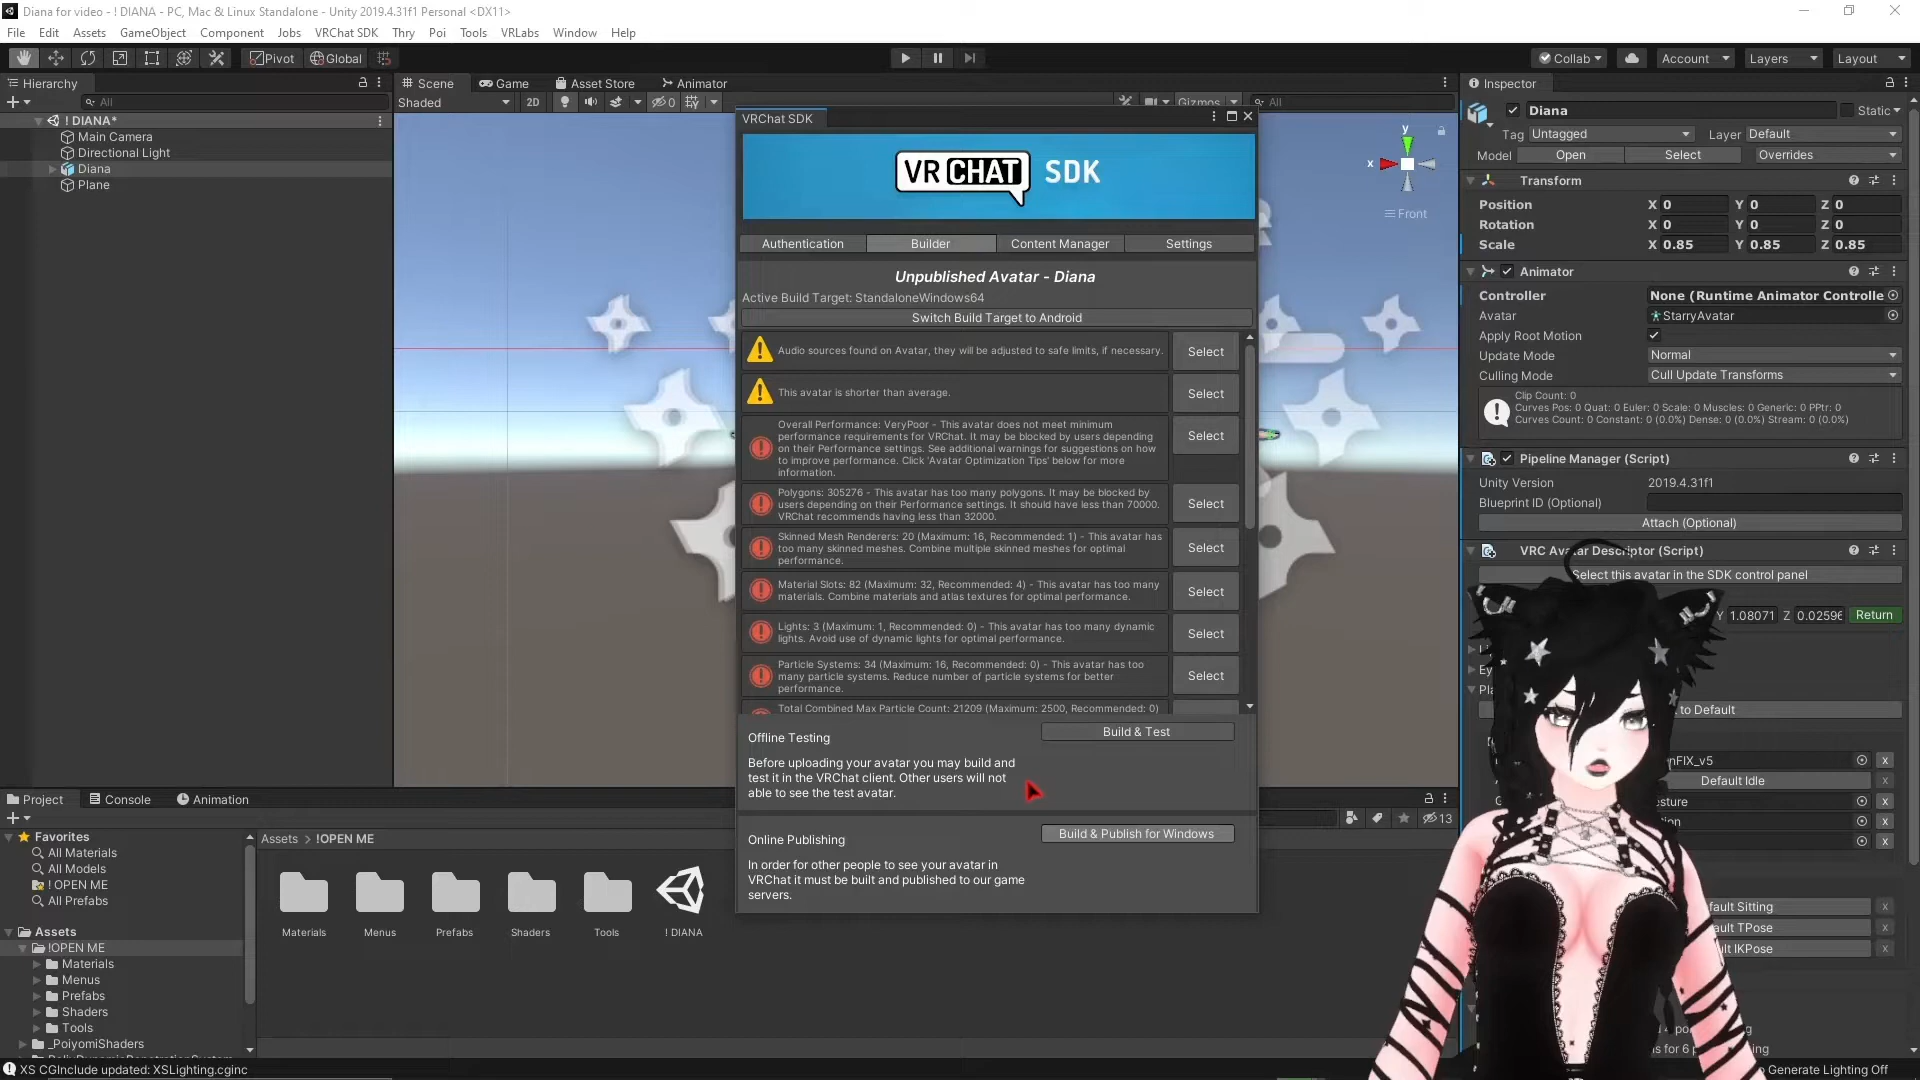 Diana for video - ! DIANA - PC, Mac & Linux Standalone - Unity 2019.4.31f1 Personal <DX11>
File Edit Assets GameObject Component Jobs VRChat SDK Thry Poi Tools VRLabs Window Help
Pivot Global Collab Account Layers Layout
Hierarchy
All
! DIANA*
Main Camera
Directional Light
Diana
Plane
Scene Game Asset Store Animator
Shaded 2D 0 Gizmos All
y
x
Front
VRChat SDK
VRCHAT SDK
Authentication Builder Content Manager Settings
Unpublished Avatar - Diana
Active Build Target: StandaloneWindows64
Switch Build Target to Android
Audio sources found on Avatar, they will be adjusted to safe limits, if necessary. Select
This avatar is shorter than average. Select
Overall Performance: VeryPoor - This avatar does not meet minimum
performance requirements for VRChat. It may be blocked by users depending
on their Performance settings. See additional warnings for suggestions on how
to improve performance. Click 'Avatar Optimization Tips' below for more
information.
Select
Polygons: 305276 - This avatar has too many polygons. It may be blocked by
users depending on their Performance settings. It should have less than 70000.
VRChat recommends having less than 32000.
Select
Skinned Mesh Renderers: 20 (Maximum: 16, Recommended: 1) - This avatar has
too many skinned meshes. Combine multiple skinned meshes for optimal
performance.
Select
Material Slots: 82 (Maximum: 32, Recommended: 4) - This avatar has too many
materials. Combine materials and atlas textures for optimal performance.
Select
Lights: 3 (Maximum: 1, Recommended: 0) - This avatar has too many dynamic
lights. Avoid use of dynamic lights for optimal performance.
Select
Particle Systems: 34 (Maximum: 16, Recommended: 0) - This avatar has too
many particle systems. Reduce number of particle systems for better
performance.
Select
Total Combined Max Particle Count: 21209 (Maximum: 2500, Recommended: 0)
Offline Testing
Build & Test
Before uploading your avatar you may build and
test it in the VRChat client. Other users will not
able to see the test avatar.
Online Publishing
Build & Publish for Windows
In order for other people to see your avatar in
VRChat it must be built and published to our game
servers.
Inspector
Diana Static
Tag Untagged Layer Default
Model Open Select Overrides
Transform
Position X 0 Y 0 Z 0
Rotation X 0 Y 0 Z 0
Scale X 0.85 Y 0.85 Z 0.85
Animator
Controller None (Runtime Animator Controlle
Avatar StarryAvatar
Apply Root Motion
Update Mode Normal
Culling Mode Cull Update Transforms
Clip Count: 0
Curves Pos: 0 Quat: 0 Euler: 0 Scale: 0 Muscles: 0 Generic: 0 PPtr: 0
Curves Count: 0 Constant: 0 (0.0%) Dense: 0 (0.0%) Stream: 0 (0.0%)
Pipeline Manager (Script)
Unity Version 2019.4.31f1
Blueprint ID (Optional)
Attach (Optional)
VRC Avatar Descriptor (Script)
Select this avatar in the SDK control panel
Y 1.08071 Z 0.02596 Return
to Default
nFIX_v5 x
Default Idle x
esture x
tion x
x
fault Sitting x
ault TPose x
ult IKPose x
s for 6 p
Generate Lighting Off
Project Console Animation
13
Favorites
All Materials
All Models
! OPEN ME
All Prefabs
Assets
!OPEN ME
Materials
Menus
Prefabs
Shaders
Tools
_PoiyomiShaders
Assets > !OPEN ME
Materials Menus Prefabs Shaders Tools ! DIANA
XS CGInclude updated: XSLighting.cginc